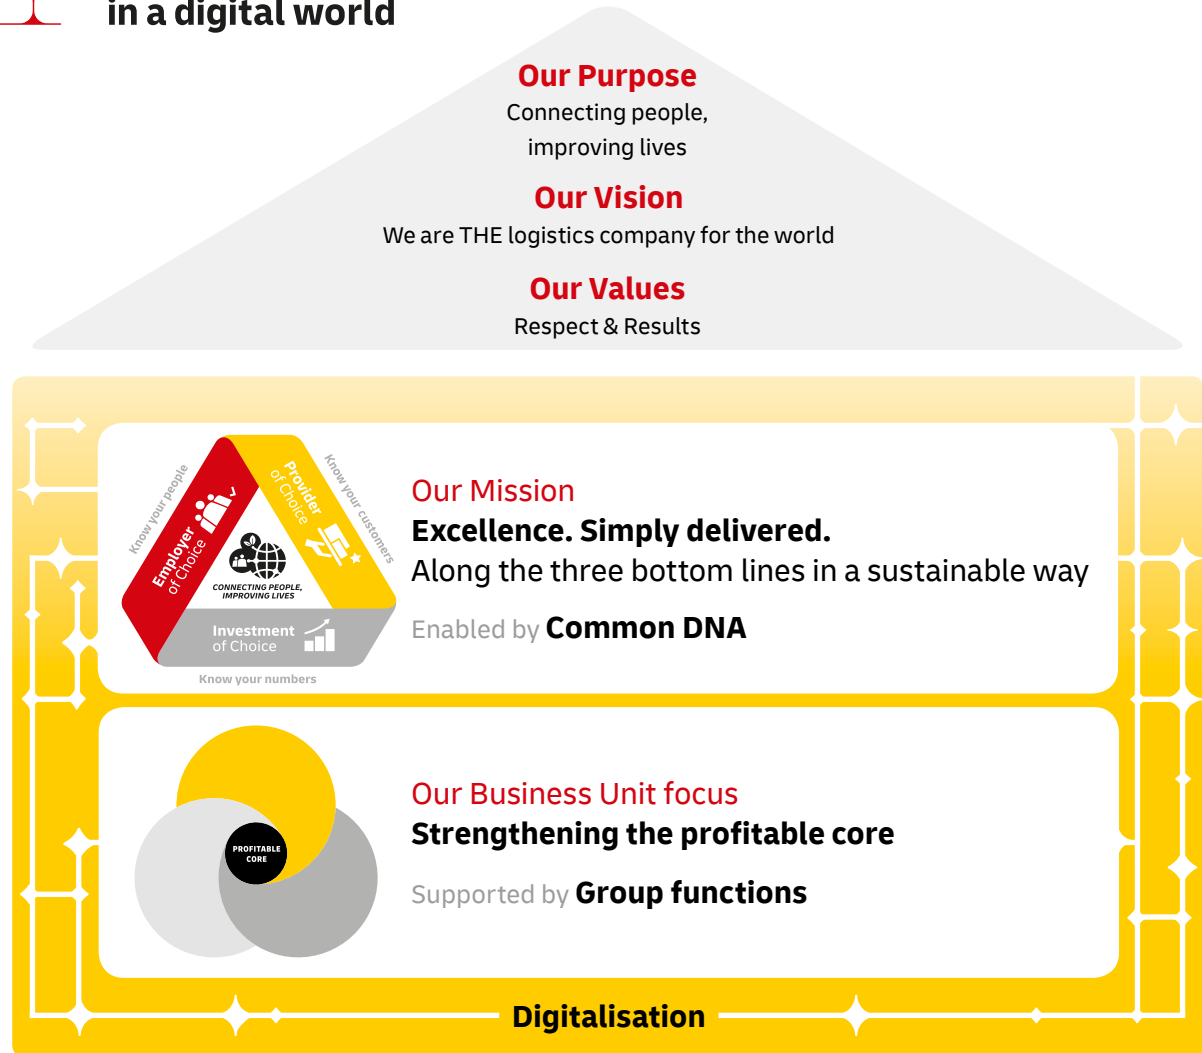 in a digital world
Our Purpose
Connecting people,
improving lives
Our Vision
We are THE logistics company for the world
Our Values
Respect & Results
Know your people
Employer
of Choice
Provider
of Choice
Know your customers
CONNECTING PEOPLE,
IMPROVING LIVES
Investment
of Choice
Know your numbers
Our Mission
Excellence. Simply delivered.
Along the three bottom lines in a sustainable way
Enabled by Common DNA
PROFITABLE
CORE
Our Business Unit focus
Strengthening the profitable core
Supported by Group functions
Digitalisation